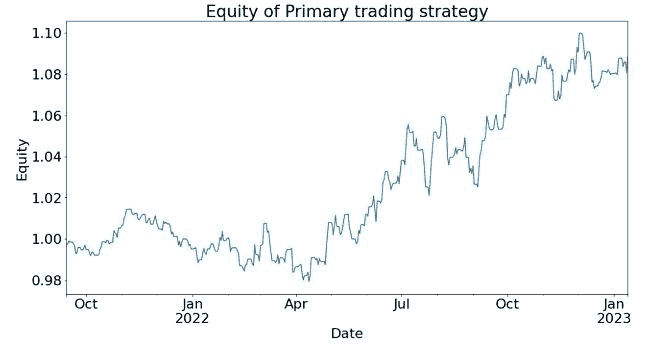 Equity of Primary trading strategy
1.10
1.08
1.06
1.04
1.02
1.00
0.98
Equity
Oct Jan Apr Jul Oct Jan
2022 2023
Date